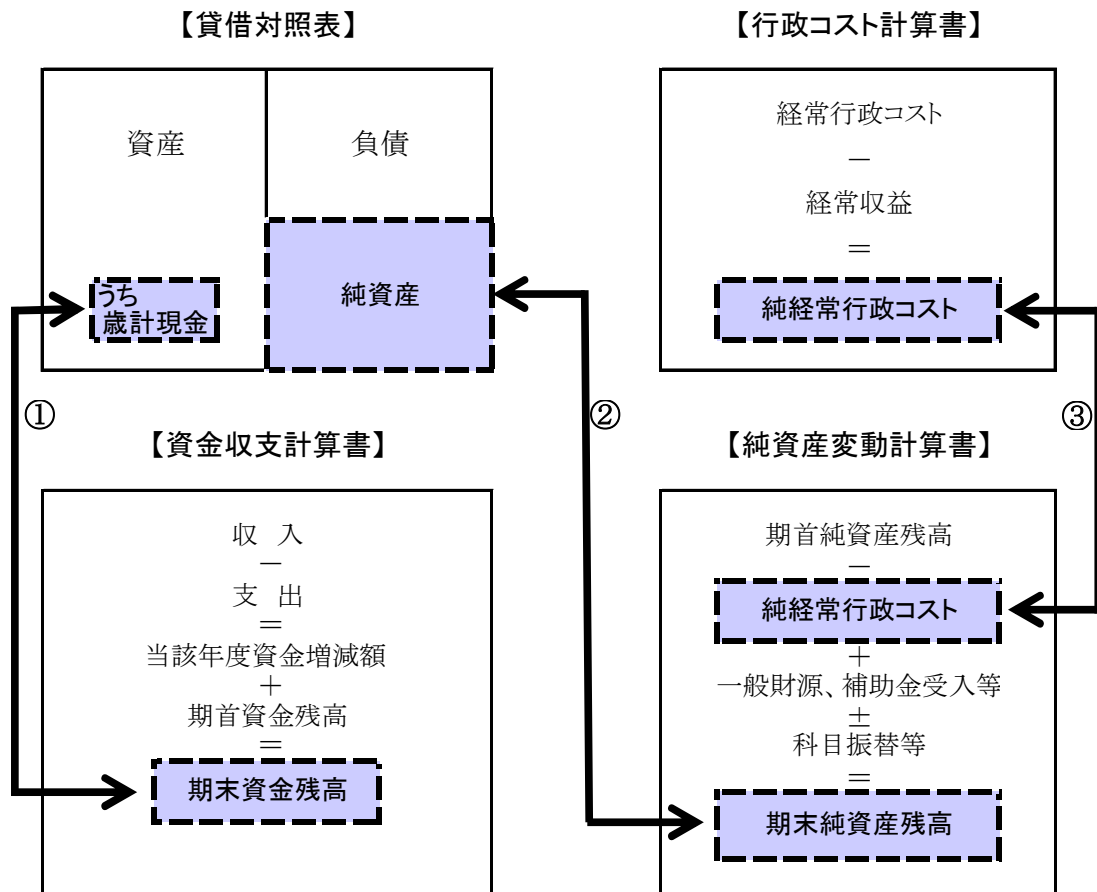 【貸借対照表】
資産
負債
うち
歳計現金
純資産
【行政コスト計算書】
経常行政コスト
－
経常収益
＝
純経常行政コスト
①
②
③
【資金収支計算書】
収 入
－
支 出
＝
当該年度資金増減額
＋
期首資金残高
＝
期末資金残高
【純資産変動計算書】
期首純資産残高
－
純経常行政コスト
＋
一般財源、補助金受入等
±
科目振替等
＝
期末純資産残高